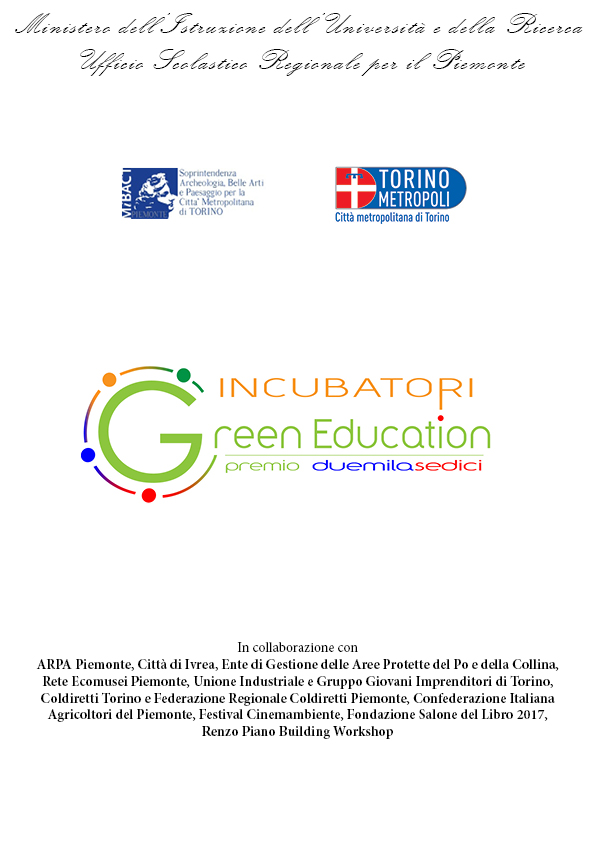 Ministero dell'Istruzione dell'Università e della Ricerca
Ufficio Scolastico Regionale per il Piemonte
MiBACT
PIEMONTE
Soprintendenza
Archeologia, Belle Arti
e Paesaggio per la
Citta' Metropolitana
di TORINO
TORINO
METROPOLI
Città metropolitana di Torino
INCUBATORI
Green Education
premio duemilasedici
In collaborazione con
ARPA Piemonte, Città di Ivrea, Ente di Gestione delle Aree Protette del Po e della Collina,
Rete Ecomusei Piemonte, Unione Industriale e Gruppo Giovani Imprenditori di Torino,
Coldiretti Torino e Federazione Regionale Coldiretti Piemonte, Confederazione Italiana
Agricoltori del Piemonte, Festival Cinemambiente, Fondazione Salone del Libro 2017,
Renzo Piano Building Workshop